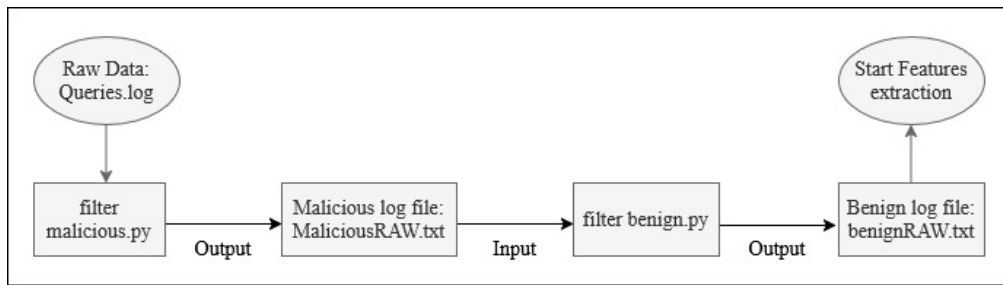 Raw Data:
Queries.log
Start Features
extraction
filter
malicious.py
Output
Malicious log file:
MaliciousRAW.txt
Input
filter benign.py
Output
Benign log file:
benignRAW.txt